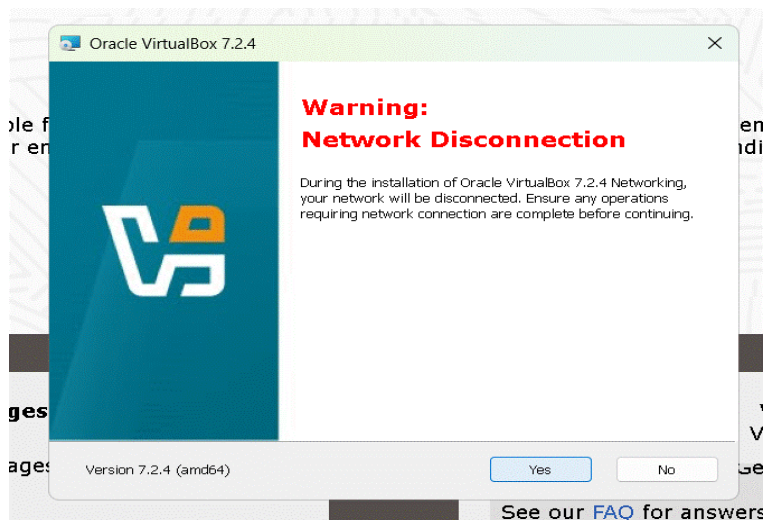 Oracle VirtualBox 7.2.4
Warning:
Network Disconnection
During the installation of Oracle VirtualBox 7.2.4 Networking,
your network will be disconnected. Ensure any operations
requiring network connection are complete before continuing.
Version 7.2.4 (amd64)
Yes
No
See our FAQ for answers